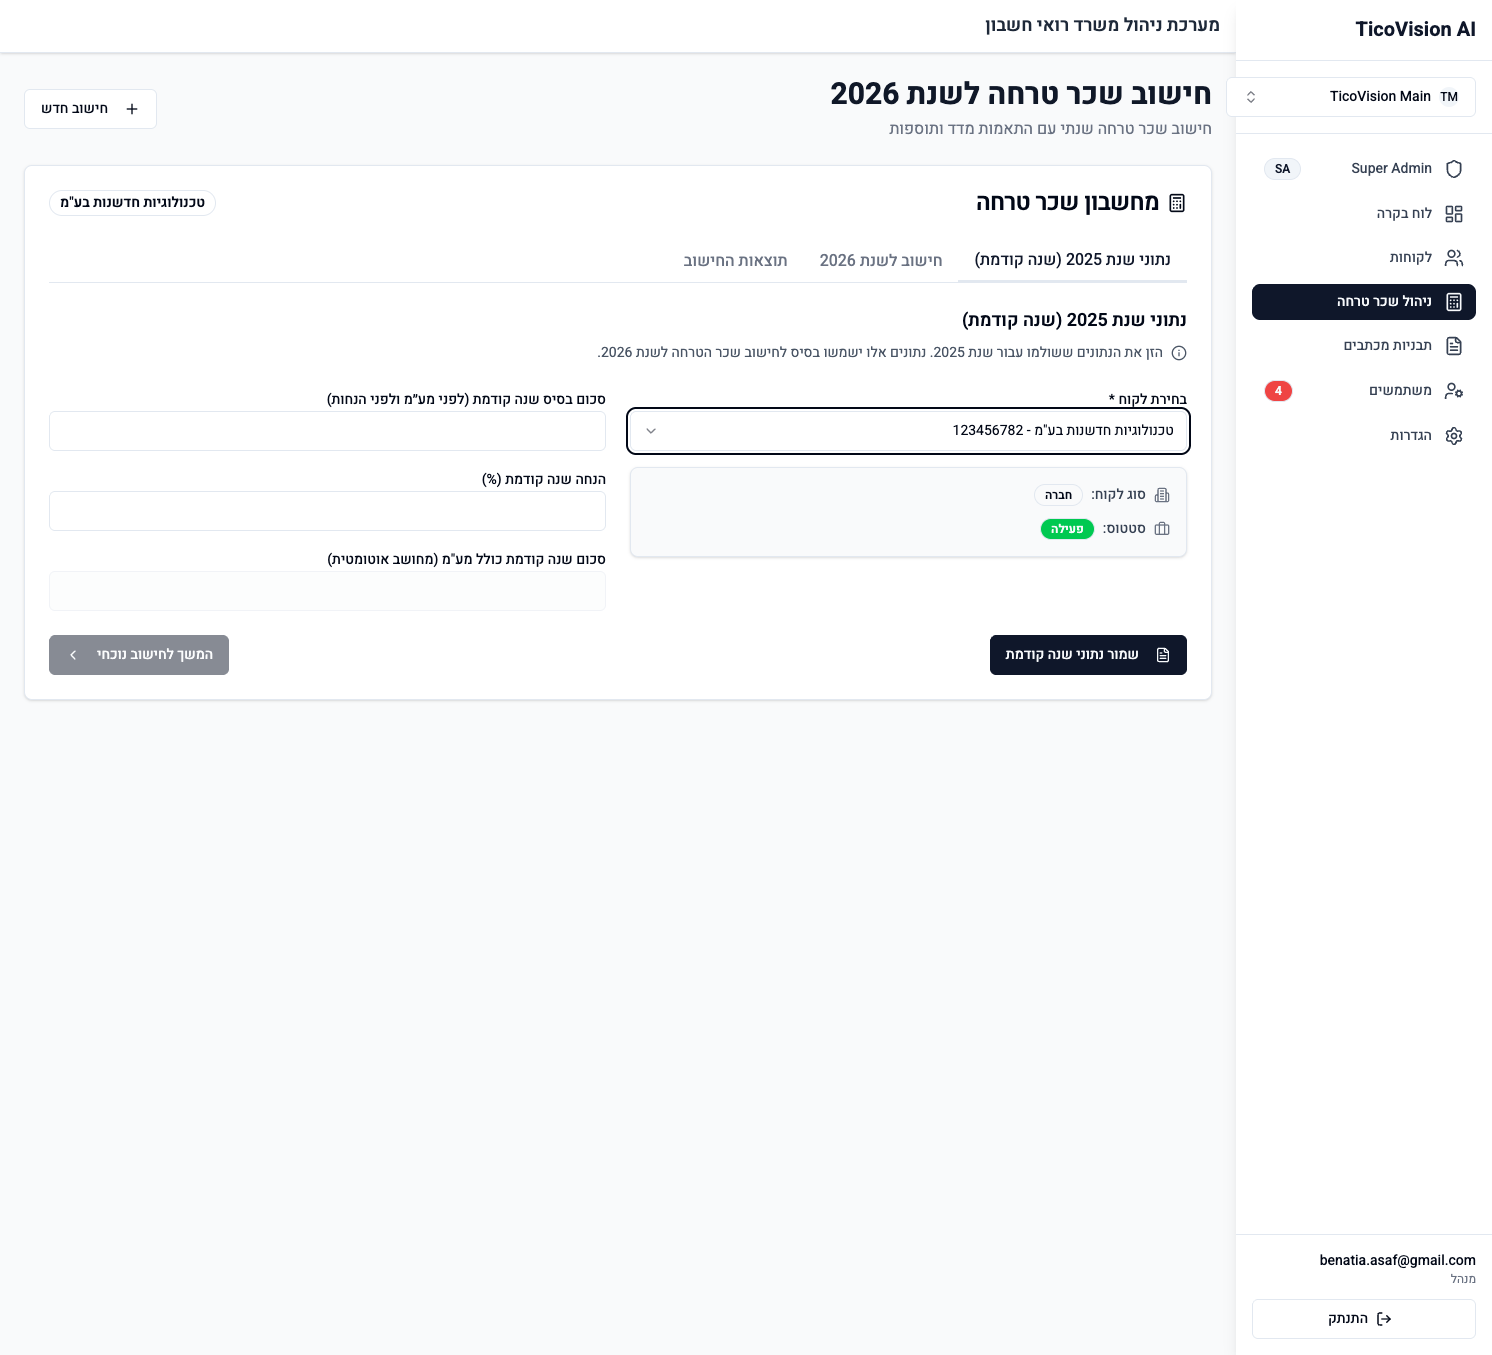 TicoVision AI
TM TicoVision Main
Super Admin SA
לוח בקרה
לקוחות
ניהול שכר טרחה
תבניות מכתבים
משתמשים 4
הגדרות
benatia.asaf@gmail.com
מנהל
התנתק
מערכת ניהול משרד רואי חשבון
חישוב שכר טרחה לשנת 2026
חישוב שכר טרחה שנתי עם התאמות מדד ותוספות
חישוב חדש
מחשבון שכר טרחה
טכנולוגיות חדשנות בע"מ
נתוני שנת 2025 (שנה קודמת) חישוב לשנת 2026 תוצאות החישוב
נתוני שנת 2025 (שנה קודמת)
הזן את הנתונים ששולמו עבור שנת 2025. נתונים אלו ישמשו בסיס לחישוב שכר הטרחה לשנת 2026.
בחירת לקוח *
טכנולוגיות חדשנות בע"מ - 123456782
סוג לקוח: חברה
סטטוס: פעילה
סכום בסיס שנה קודמת (לפני מע"מ ולפני הנחות)
הנחה שנה קודמת (%)
סכום שנה קודמת כולל מע"מ (מחושב אוטומטית)
שמור נתוני שנה קודמת
המשך לחישוב נוכחי